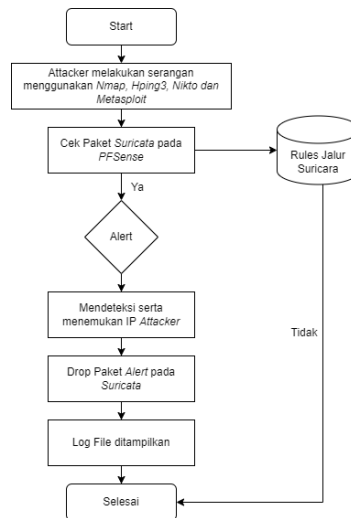 Start
Attacker melakukan serangan
menggunakan Nmap, Hping3, Nikto dan
Metasploit
Cek Paket Suricata pada
PFSense
Rules Jalur
Suricara
Ya
Alert
Mendeteksi serta
menemukan IP Attacker
Tidak
Drop Paket Alert pada
Suricata
Log File ditampilkan
Selesai